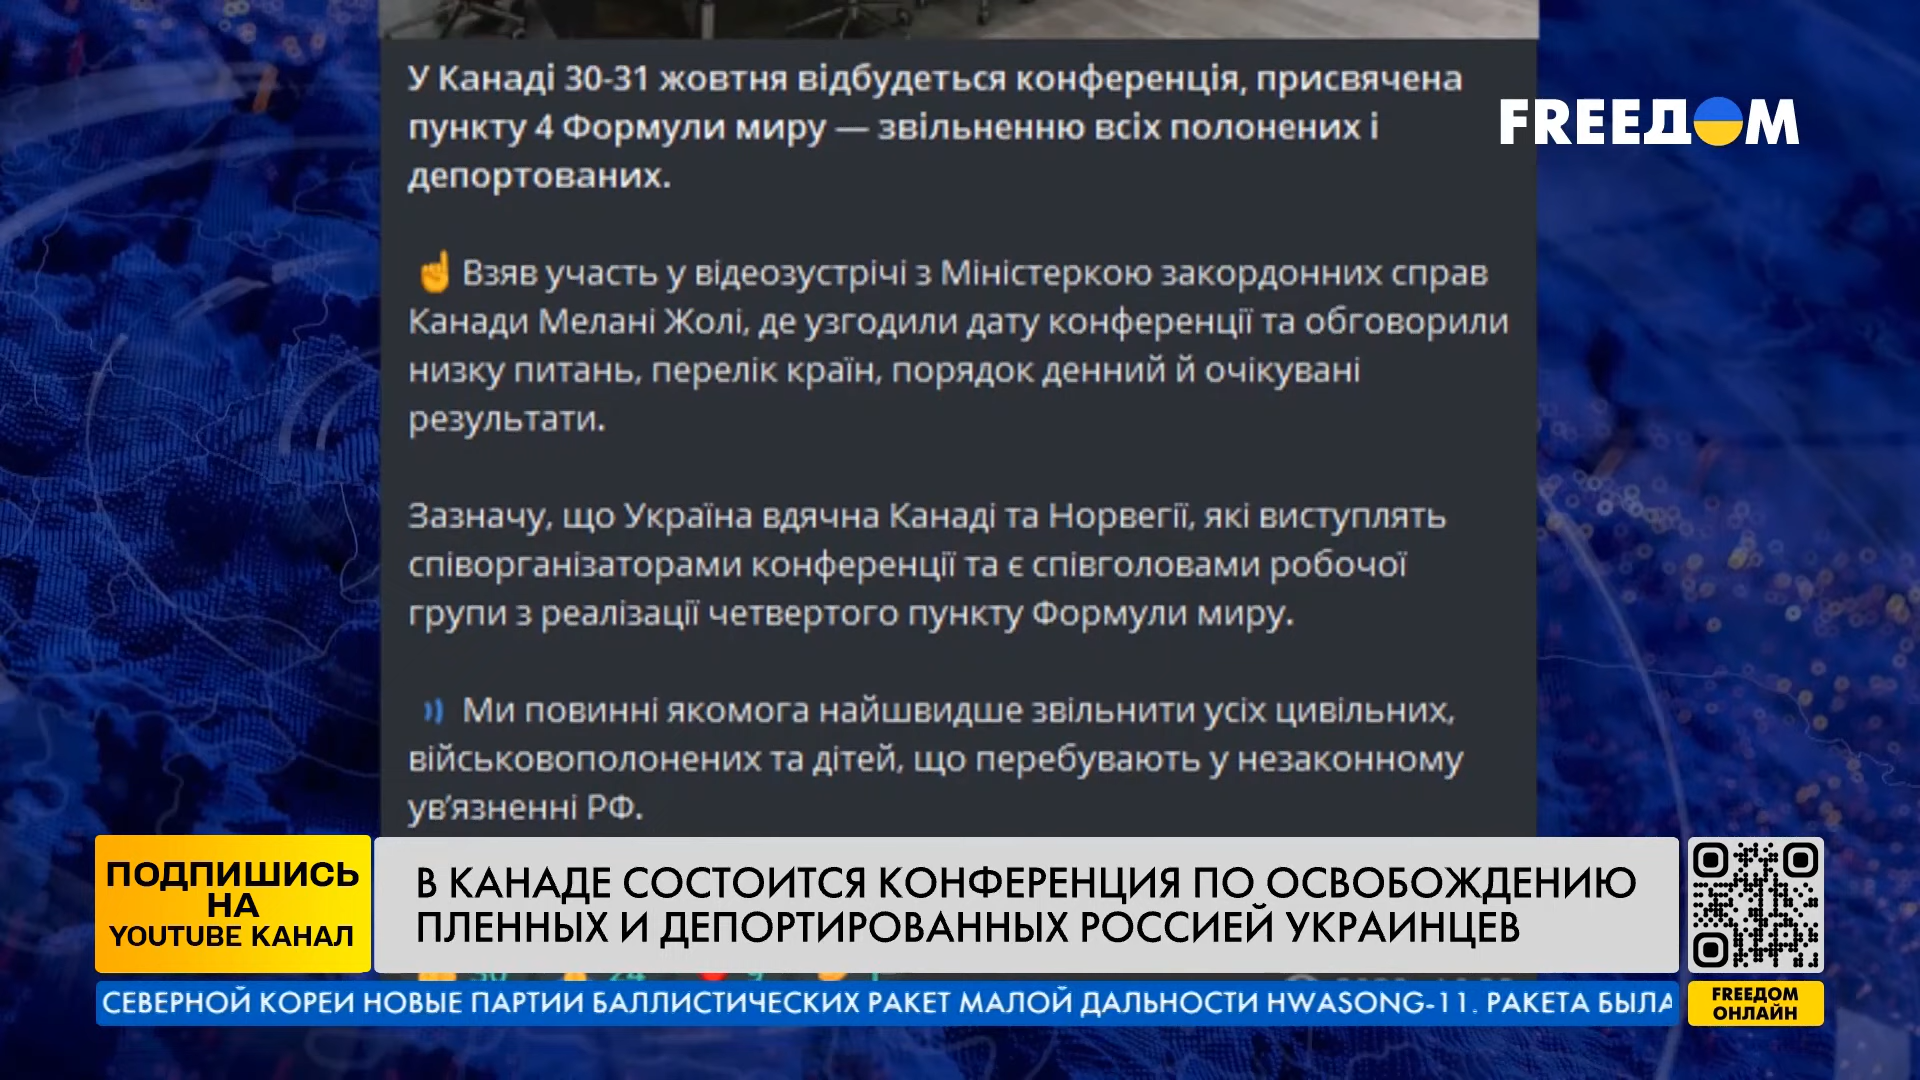 У Канаді 30-31 жовтня відбудеться конференція, присвячена
пункту 4 Формули миру — звільненню всіх полонених і
депортованих.
FREEДOM
☝Взяв участь у відеозустрічі з Міністеркою закордонних справ
Канади Мелані Жолі, де узгодили дату конференції та обговорили
низку питань, перелік країн, порядок денний й очікувані
результати.
Зазначу, що Україна вдячна Канаді та Норвегії, які виступлять
співорганізаторами конференції та є співголовами робочої
групи з реалізації четвертого пункту Формули миру.
Ми повинні якомога найшвидше звільнити усіх цивільних,
військовополонених та дітей, що перебувають у незаконному
ув’язненні РФ.
ПОДПИШИСЬ
НА
YOUTUBE КАНАЛ
В КАНАДЕ СОСТОИТСЯ КОНФЕРЕНЦИЯ ПО ОСВОБОЖДЕНИЮ
ПЛЕННЫХ И ДЕПОРТИРОВАННЫХ РОССИЕЙ УКРАИНЦЕВ
СЕВЕРНОЙ КОРЕИ НОВЫЕ ПАРТИИ БАЛЛИСТИЧЕСКИХ РАКЕТ МАЛОЙ ДАЛЬНОСТИ HWASONG-11. РАКЕТА БЫЛА
FREEДОМ
ОНЛАЙН